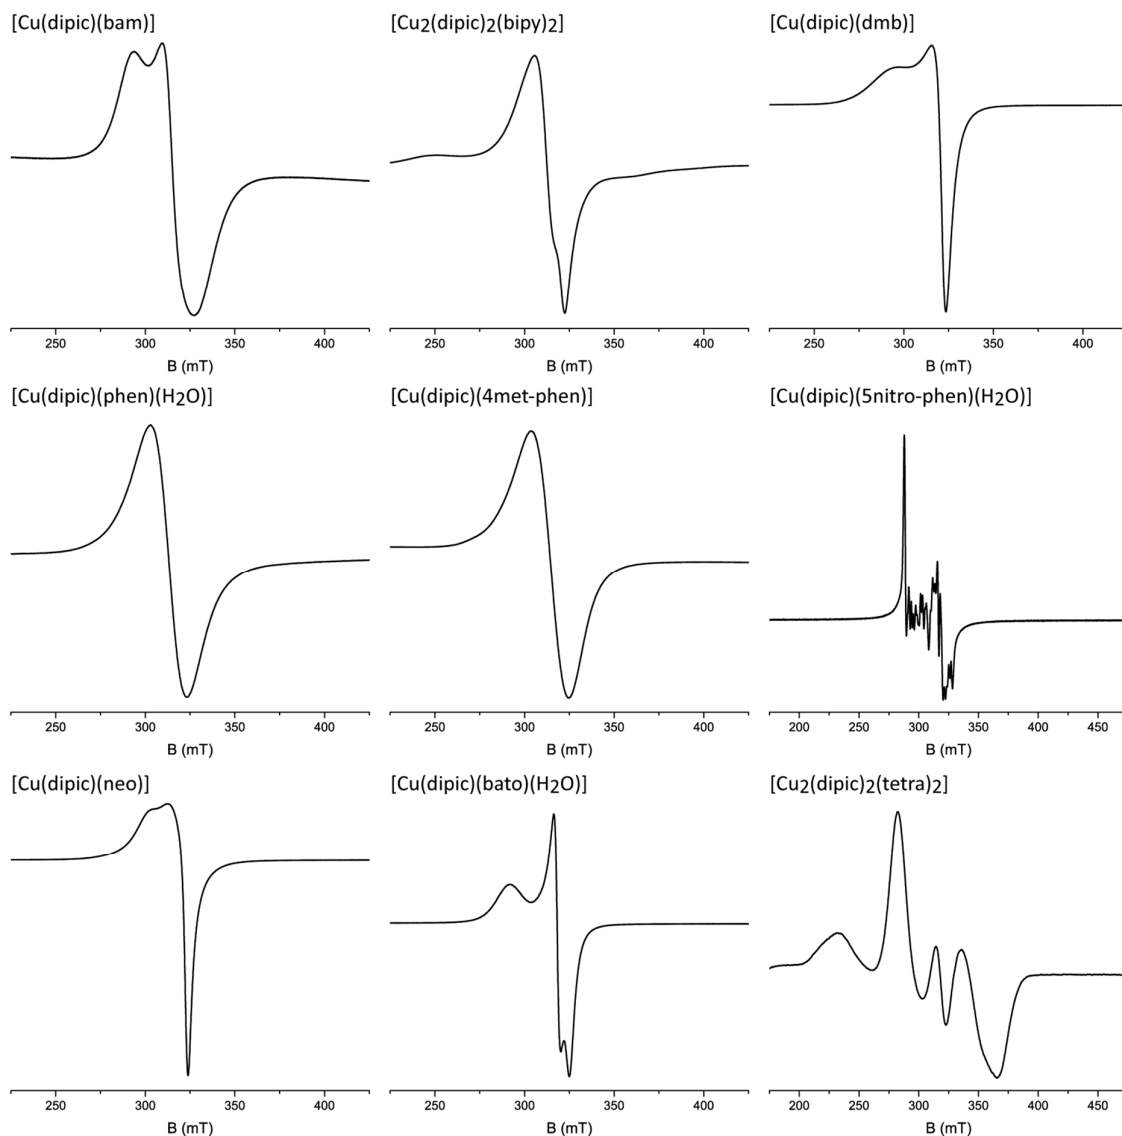 [Cu(dipic)(bam)] [Cu2(dipic)2(bipy)2] [Cu(dipic)(dmb)]
250 300 350 400 250 300 350 400 250 300 350 400
B (mT) B (mT) B (mT)
[Cu(dipic)(phen)(H2O)] [Cu(dipic)(4met-phen)] [Cu(dipic)(5nitro-phen)(H2O)]
250 300 350 400 250 300 350 400 200 250 300 350 400 450
B (mT) B (mT) B (mT)
[Cu(dipic)(neo)] [Cu(dipic)(bato)(H2O)] [Cu2(dipic)2(tetra)2]
250 300 350 400 250 300 350 400 200 250 300 350 400 450
B (mT) B (mT) B (mT)